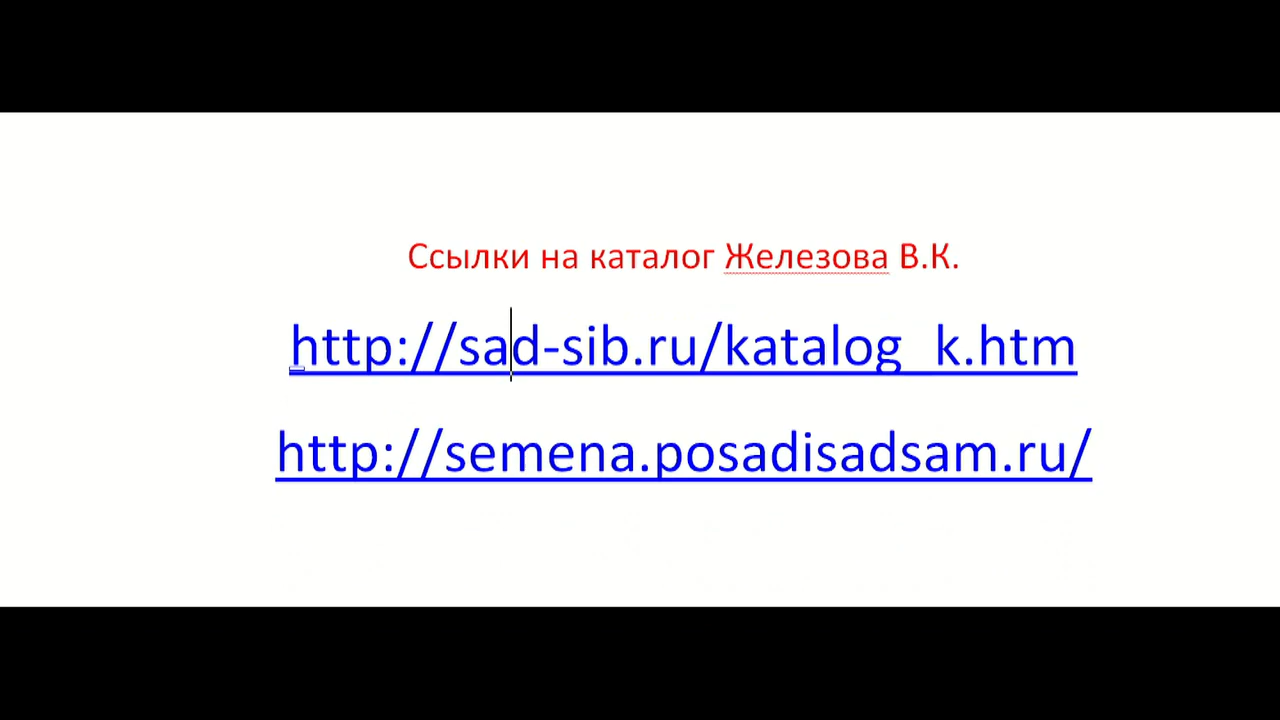 Ссылки на каталог Железова В.К.
http://sad-sib.ru/katalog_k.htm
http://semena.posadisadsam.ru/